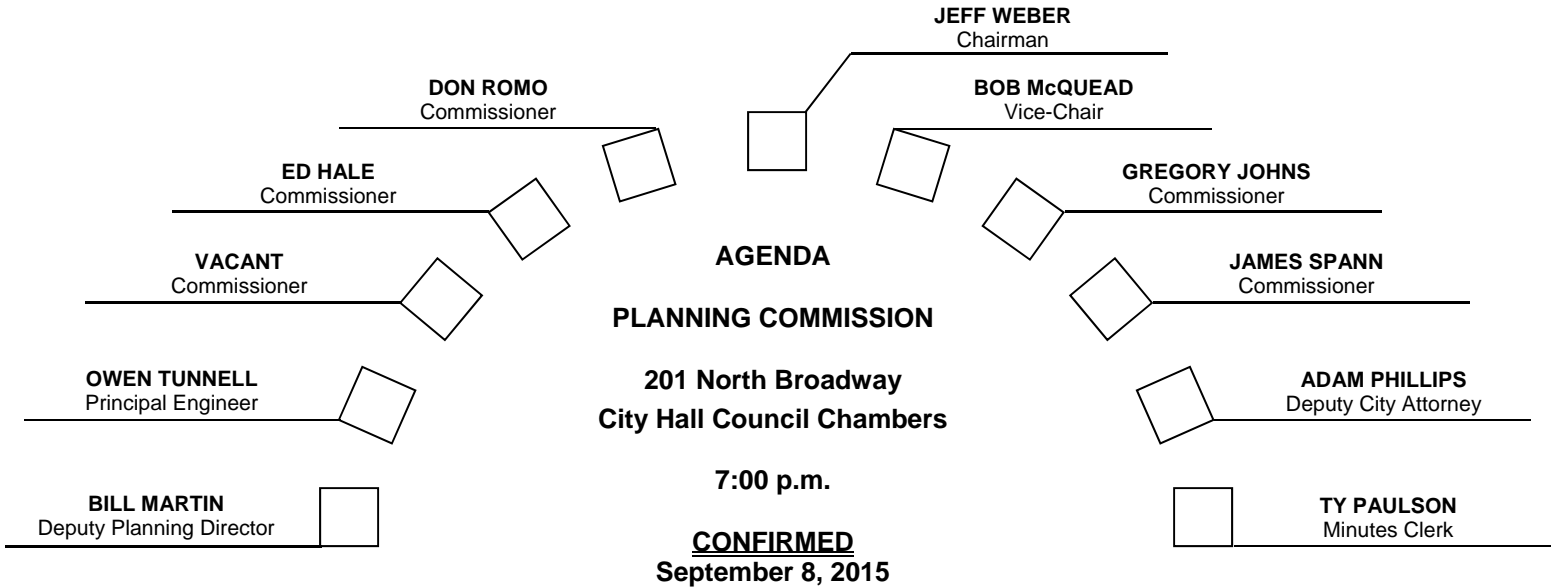 JEFF WEBER
Chairman
DON ROMO
Commissioner
BOB McQUEAD
Vice-Chair
ED HALE
Commissioner
GREGORY JOHNS
Commissioner
VACANT
Commissioner
JAMES SPANN
Commissioner
OWEN TUNNELL
Principal Engineer
ADAM PHILLIPS
Deputy City Attorney
BILL MARTIN
Deputy Planning Director
TY PAULSON
Minutes Clerk
AGENDA
PLANNING COMMISSION
201 North Broadway
City Hall Council Chambers
7:00 p.m.
CONFIRMED
September 8, 2015